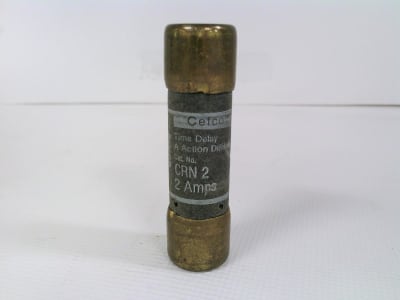 Cefco
Time Delay
A Action
Cat. No.
CRN 2
2 Amps